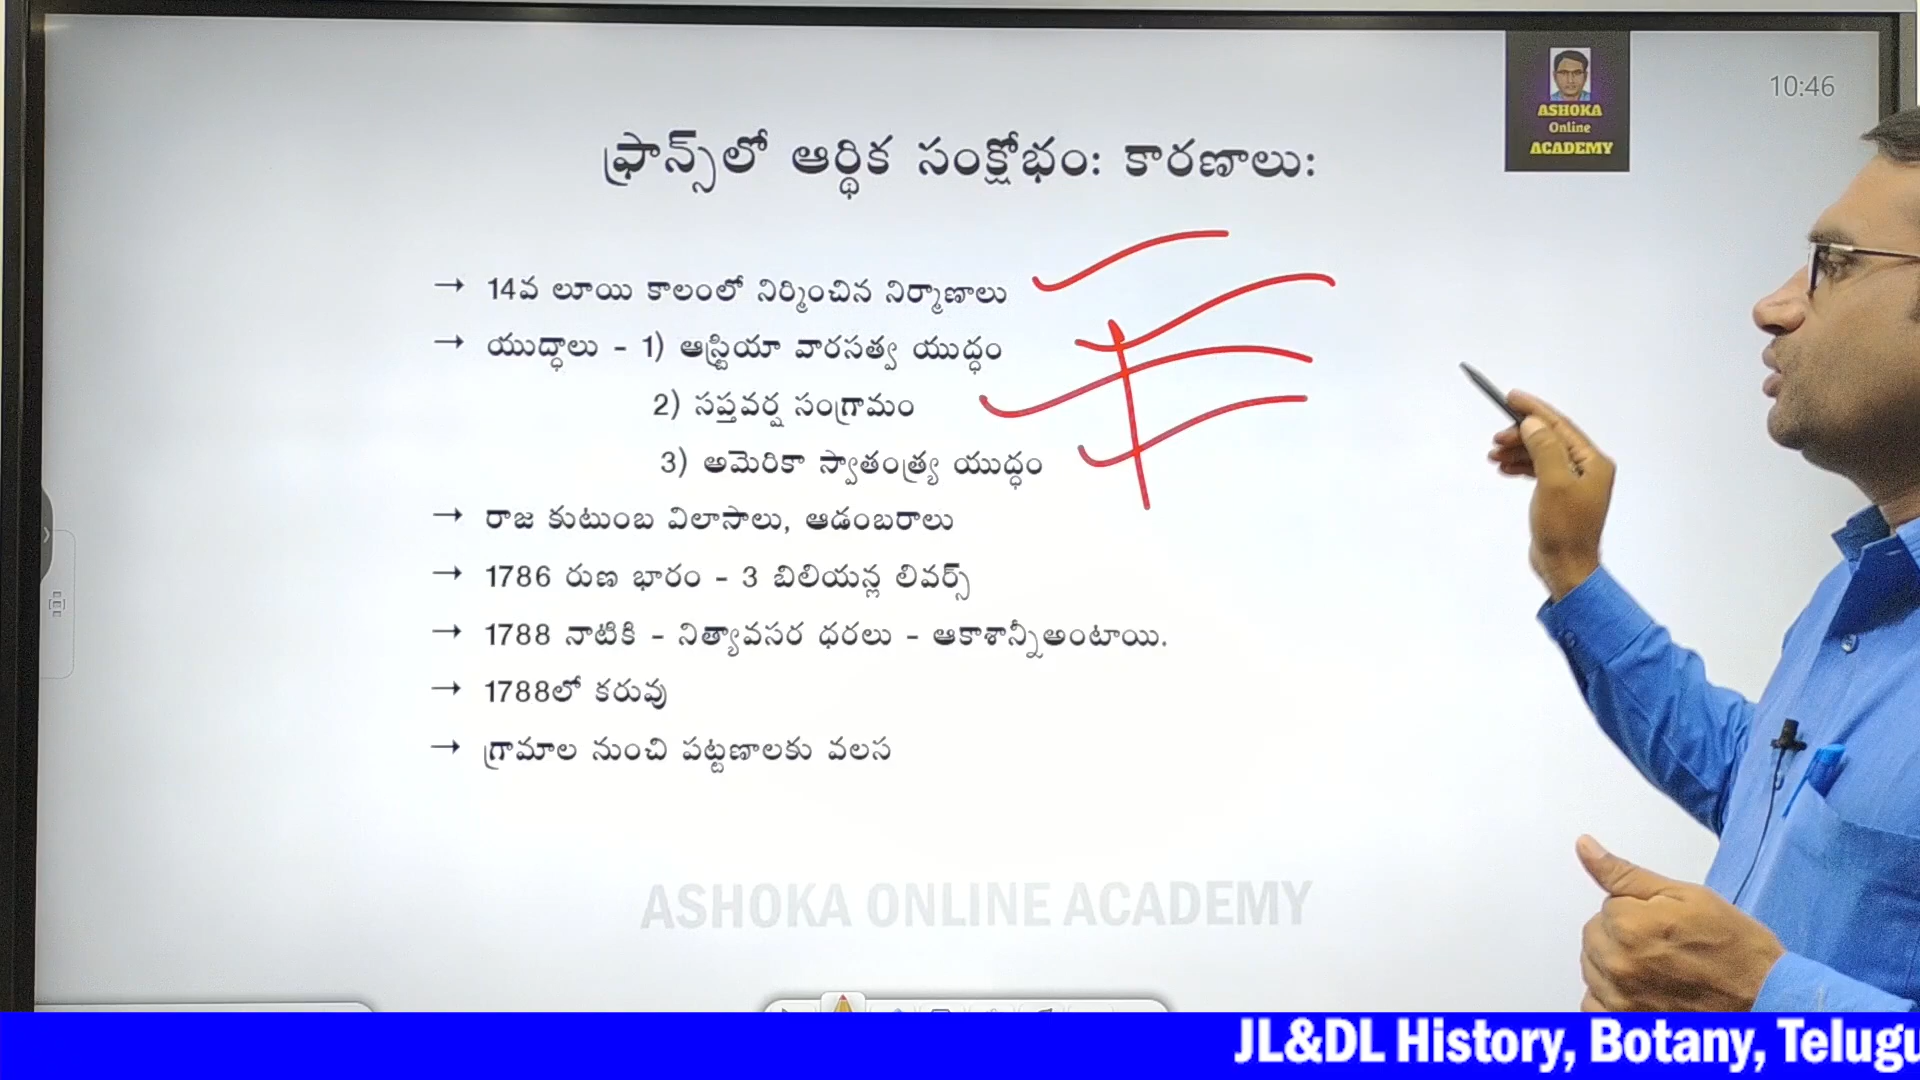 ASHOKA
Online
ACADEMY
10:46
ఫ్రాన్స్‌లో ఆర్థిక సంక్షోభం: కారణాలు:
→ 14వ లూయి కాలంలో నిర్మించిన నిర్మాణాలు
→ యుద్ధాలు - 1) ఆస్ట్రియా వారసత్వ యుద్ధం
2) సప్తవర్ష సంగ్రామం
3) అమెరికా స్వాతంత్ర్య యుద్ధం
→ రాజ కుటుంబ విలాసాలు, ఆడంబరాలు
→ 1786 రుణ భారం - 3 బిలియన్ల లివర్స్
→ 1788 నాటికి - నిత్యావసర ధరలు - ఆకాశాన్నీఅంటాయి.
→ 1788లో కరువు
→ గ్రామాల నుంచి పట్టణాలకు వలస
ASHOKA ONLINE ACADEMY
JL&DL History, Botany, Telugu